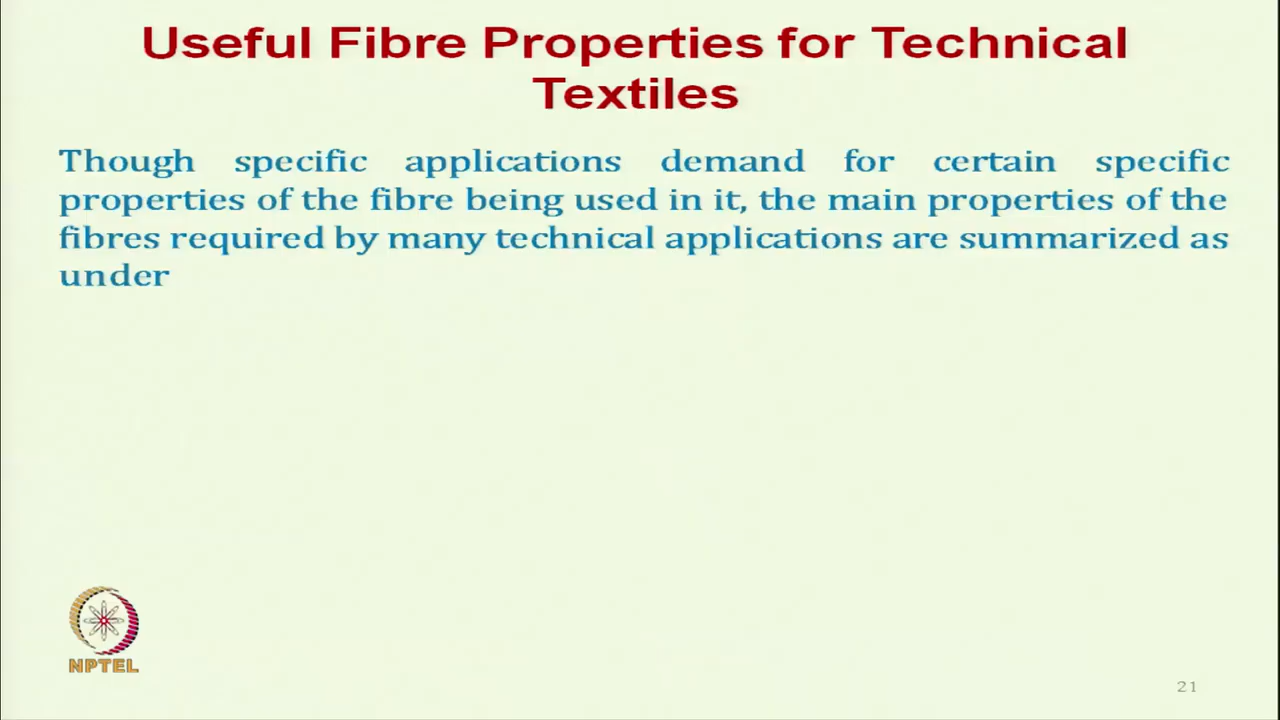 Useful Fibre Properties for Technical
Textiles
Though specific applications demand for certain specific
properties of the fibre being used in it, the main properties of the
fibres required by many technical applications are summarized as
under
NPTEL
21